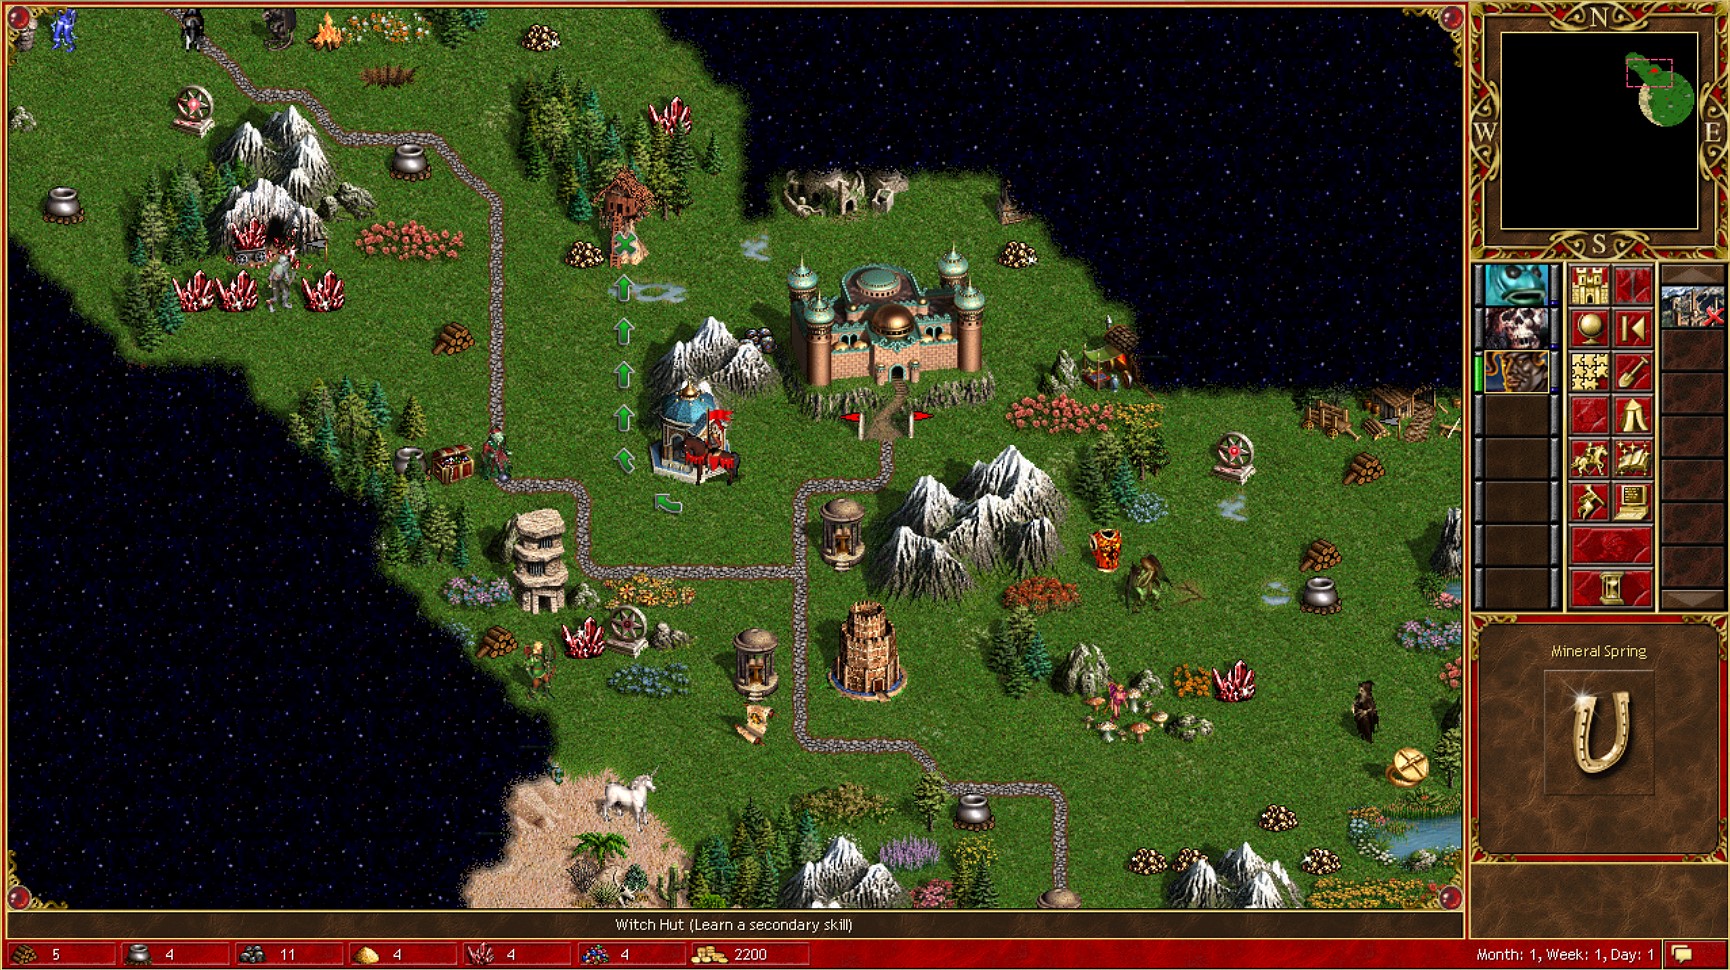 N
W
E
S
Mineral Spring
Witch Hut (Learn a secondary skill)
5
4
11
4
4
4
2200
Month: 1, Week: 1, Day: 1